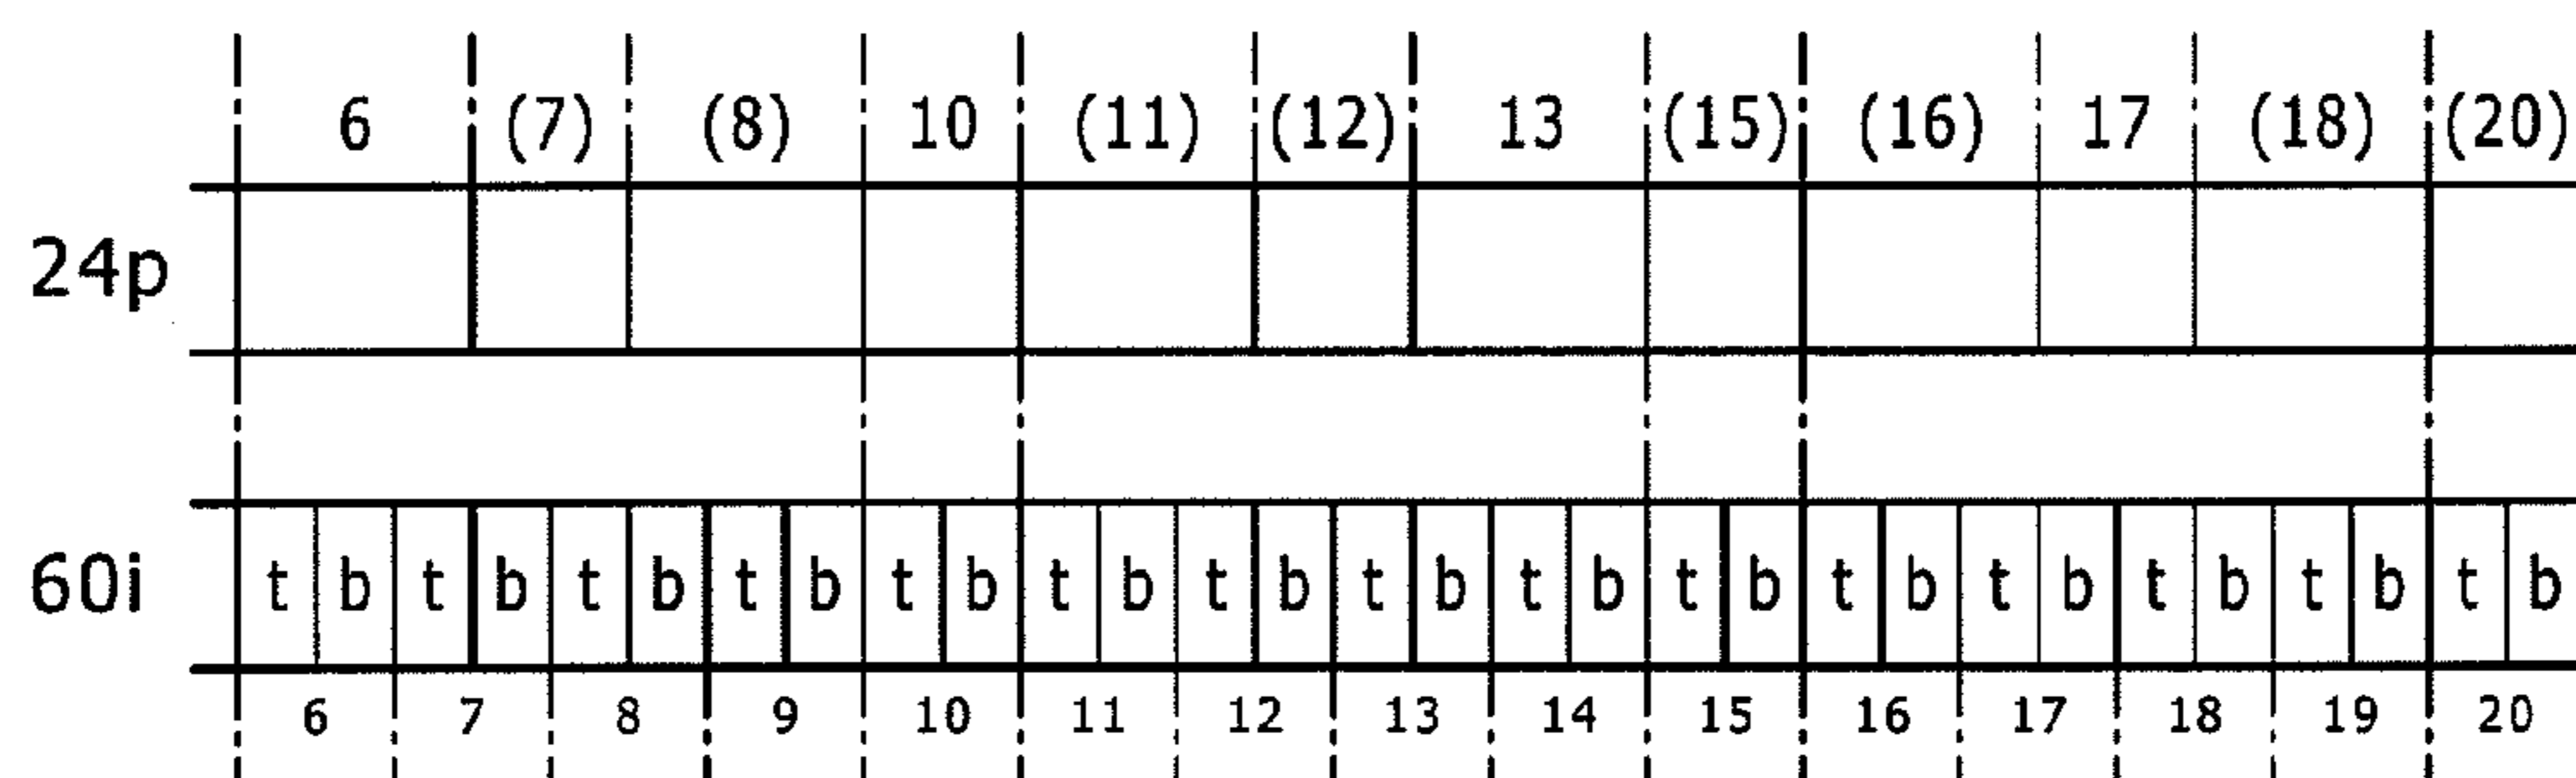 6 (7) (8) 10 (11) (12) 13 (15) (16) 17 (18) (20)
24p
60i t b t b t b t b t b t b t b t b t b t b t b t b t b t b t b
6 7 8 9 10 11 12 13 14 15 16 17 18 19 20